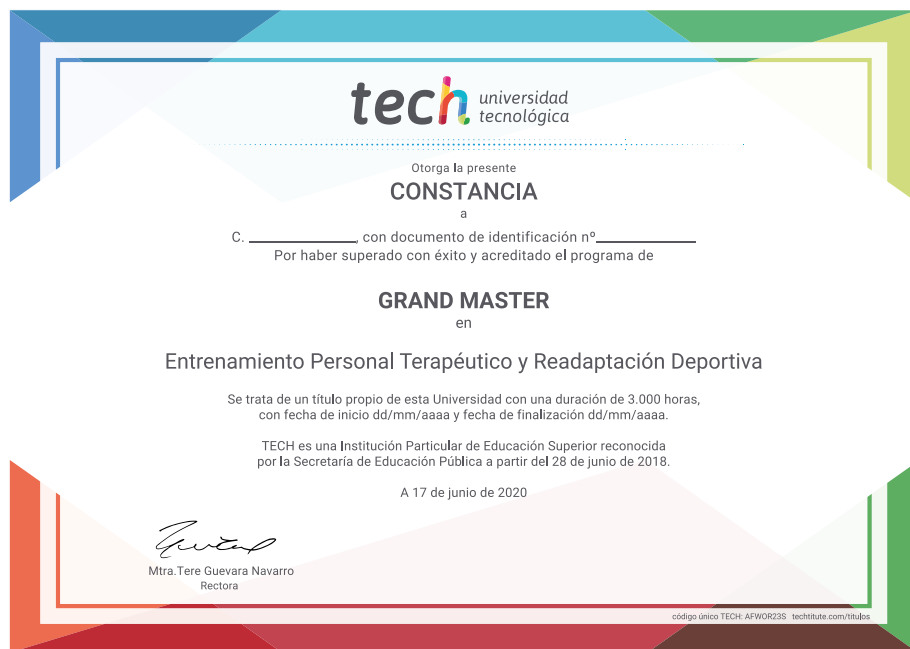 tech universidad
tecnológica
Otorga la presente
CONSTANCIA
a
C. ____________, con documento de identificación nº____________
Por haber superado con éxito y acreditado el programa de
GRAND MASTER
en
Entrenamiento Personal Terapéutico y Readaptación Deportiva
Se trata de un título propio de esta Universidad con una duración de 3.000 horas,
con fecha de inicio dd/mm/aaaa y fecha de finalización dd/mm/aaaa.
TECH es una Institución Particular de Educación Superior reconocida
por la Secretaría de Educación Pública a partir del 28 de junio de 2018.
A 17 de junio de 2020
Mtra.Tere Guevara Navarro
Rectora
código único TECH: AFWOR23S techtitute.com/titulos